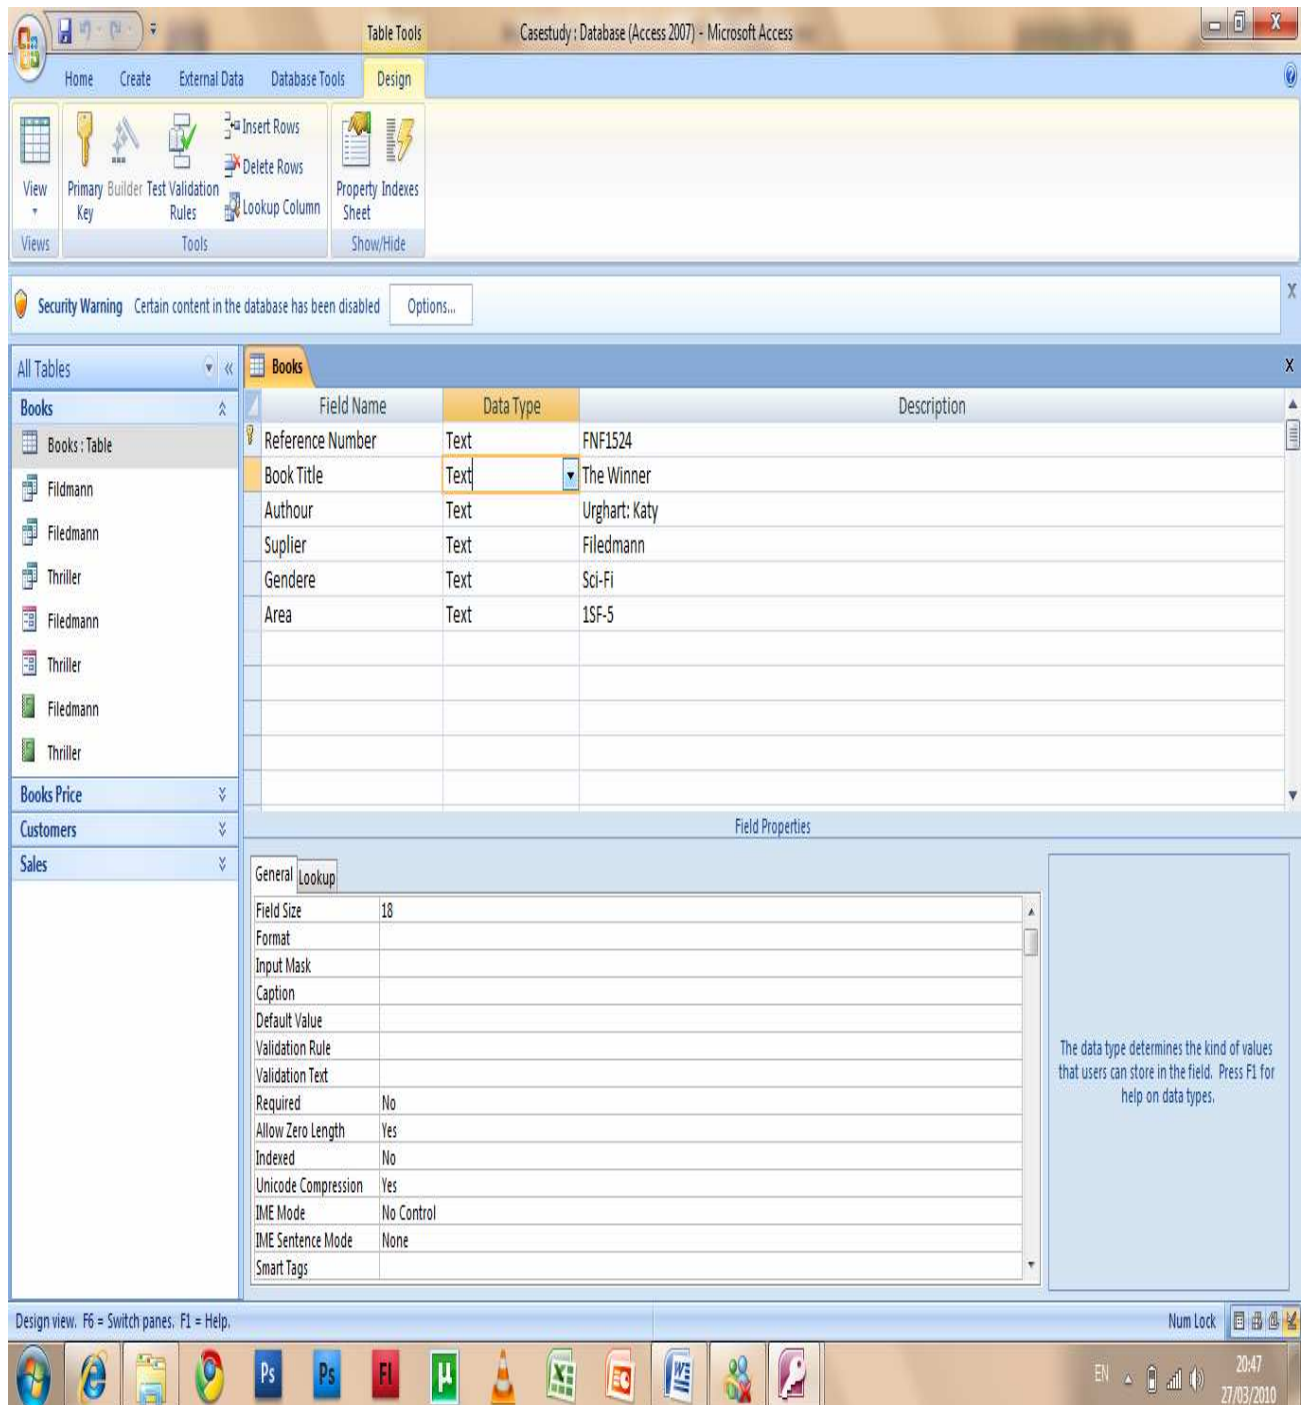 Table Tools Casestudy : Database (Access 2007) - Microsoft Access
Home Create External Data Database Tools Design
View
Primary Key
Builder
Test Validation Rules
Insert Rows
Delete Rows
Lookup Column
Property Sheet
Indexes
Views Tools Show/Hide
Security Warning Certain content in the database has been disabled Options...
All Tables
Books
Books : Table
Fildmann
Filedmann
Thriller
Filedmann
Thriller
Filedmann
Thriller
Books Price
Customers
Sales
Books
Field Name Data Type Description
Reference Number Text FNF1524
Book Title Text The Winner
Authour Text Urghart: Katy
Suplier Text Filedmann
Gendere Text Sci-Fi
Area Text 1SF-5
Field Properties
General Lookup
Field Size 18
Format
Input Mask
Caption
Default Value
Validation Rule
Validation Text
Required No
Allow Zero Length Yes
Indexed No
Unicode Compression Yes
IME Mode No Control
IME Sentence Mode None
Smart Tags
The data type determines the kind of values
that users can store in the field. Press F1 for
help on data types.
Design view. F6 = Switch panes. F1 = Help. Num Lock
Ps Ps Fl µ EN 20:47
27/03/2010